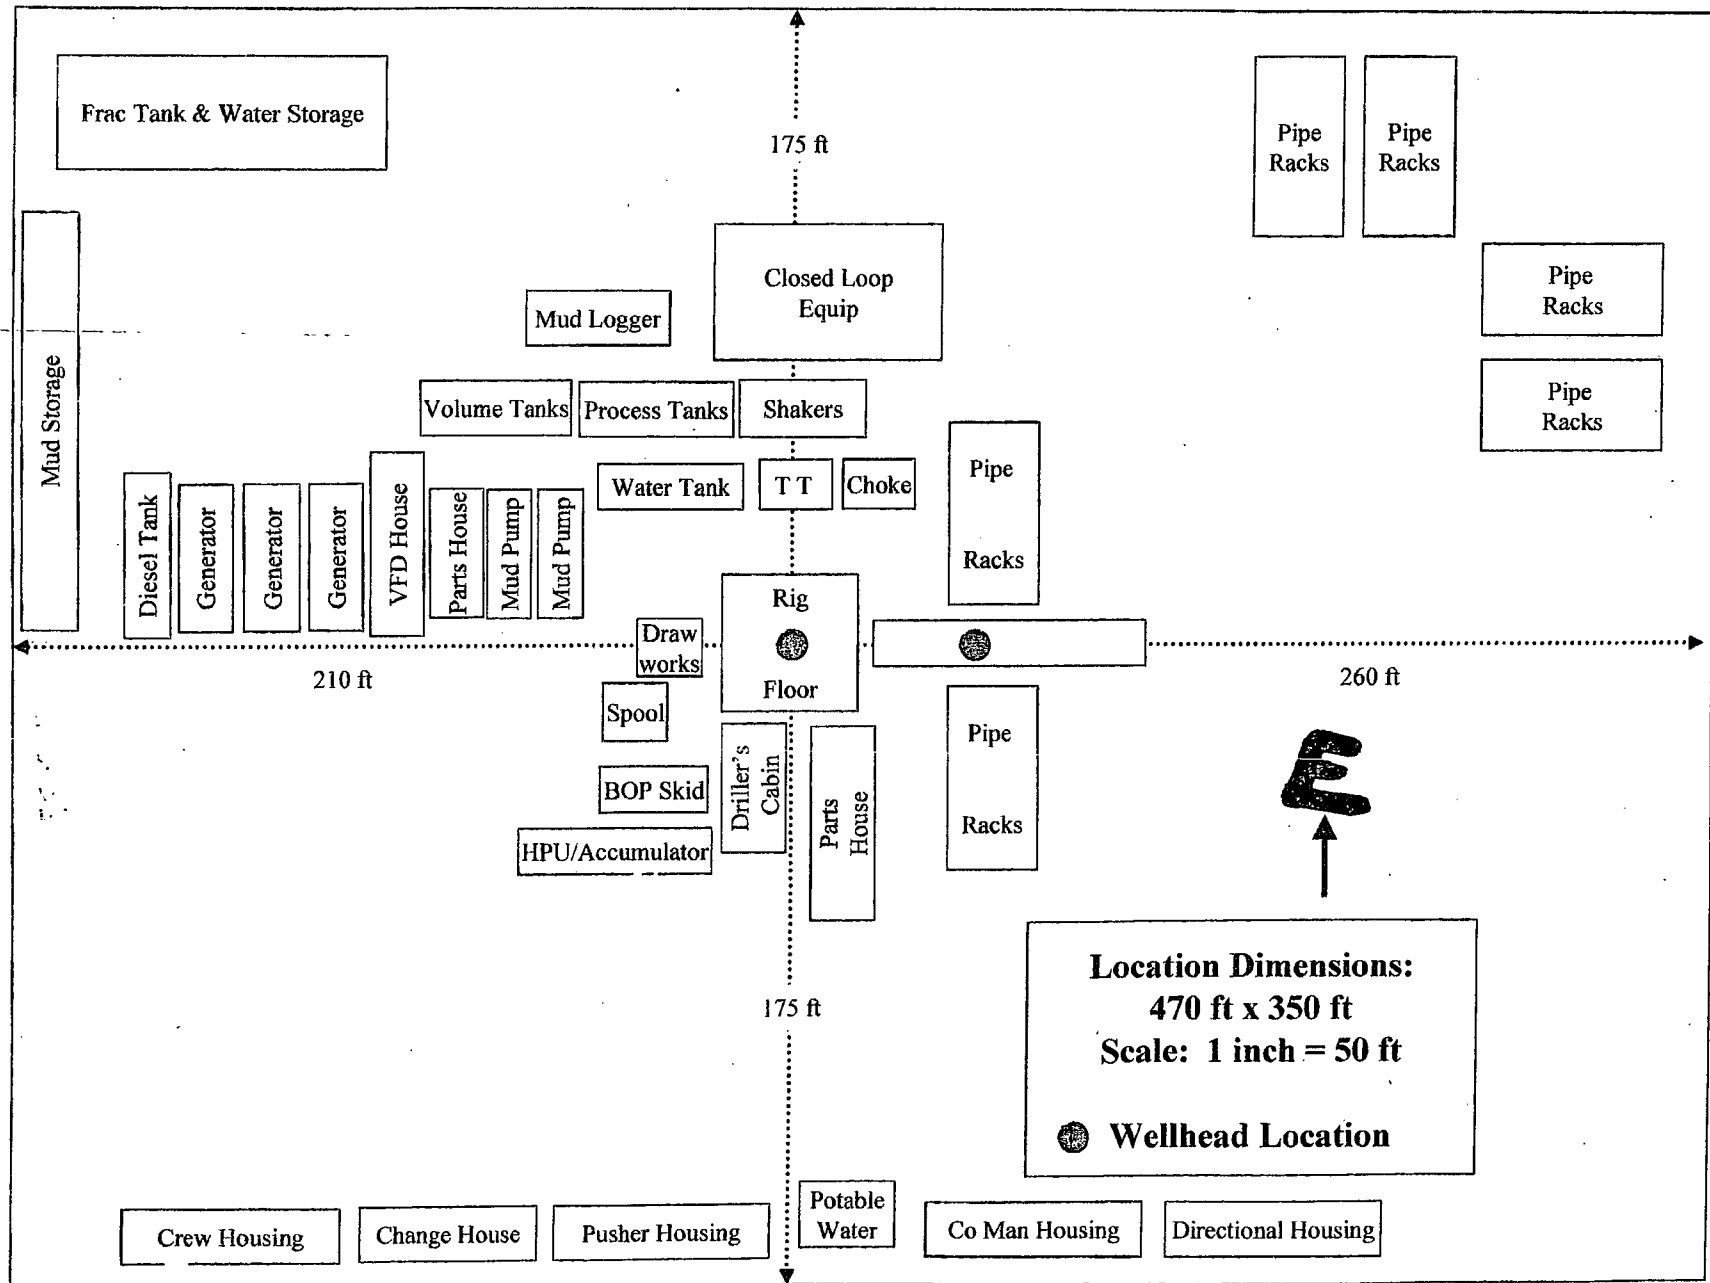 Frac Tank & Water Storage
175 ft
Pipe
Racks
Pipe
Racks
Closed Loop
Equip
Pipe
Racks
Mud Logger
Mud Storage
Pipe
Racks
Volume Tanks
Process Tanks
Shakers
Diesel Tank
Generator
Generator
Generator
VFD House
Parts House
Mud Pump
Mud Pump
Water Tank
T T
Choke
Pipe
Racks
Rig
Floor
Draw
works
210 ft
260 ft
Spool
BOP Skid
HPU/Accumulator
Driller's
Cabin
Parts
House
Pipe
Racks
E
Location Dimensions:
470 ft x 350 ft
Scale: 1 inch = 50 ft
Wellhead Location
175 ft
Crew Housing
Change House
Pusher Housing
Potable
Water
Co Man Housing
Directional Housing